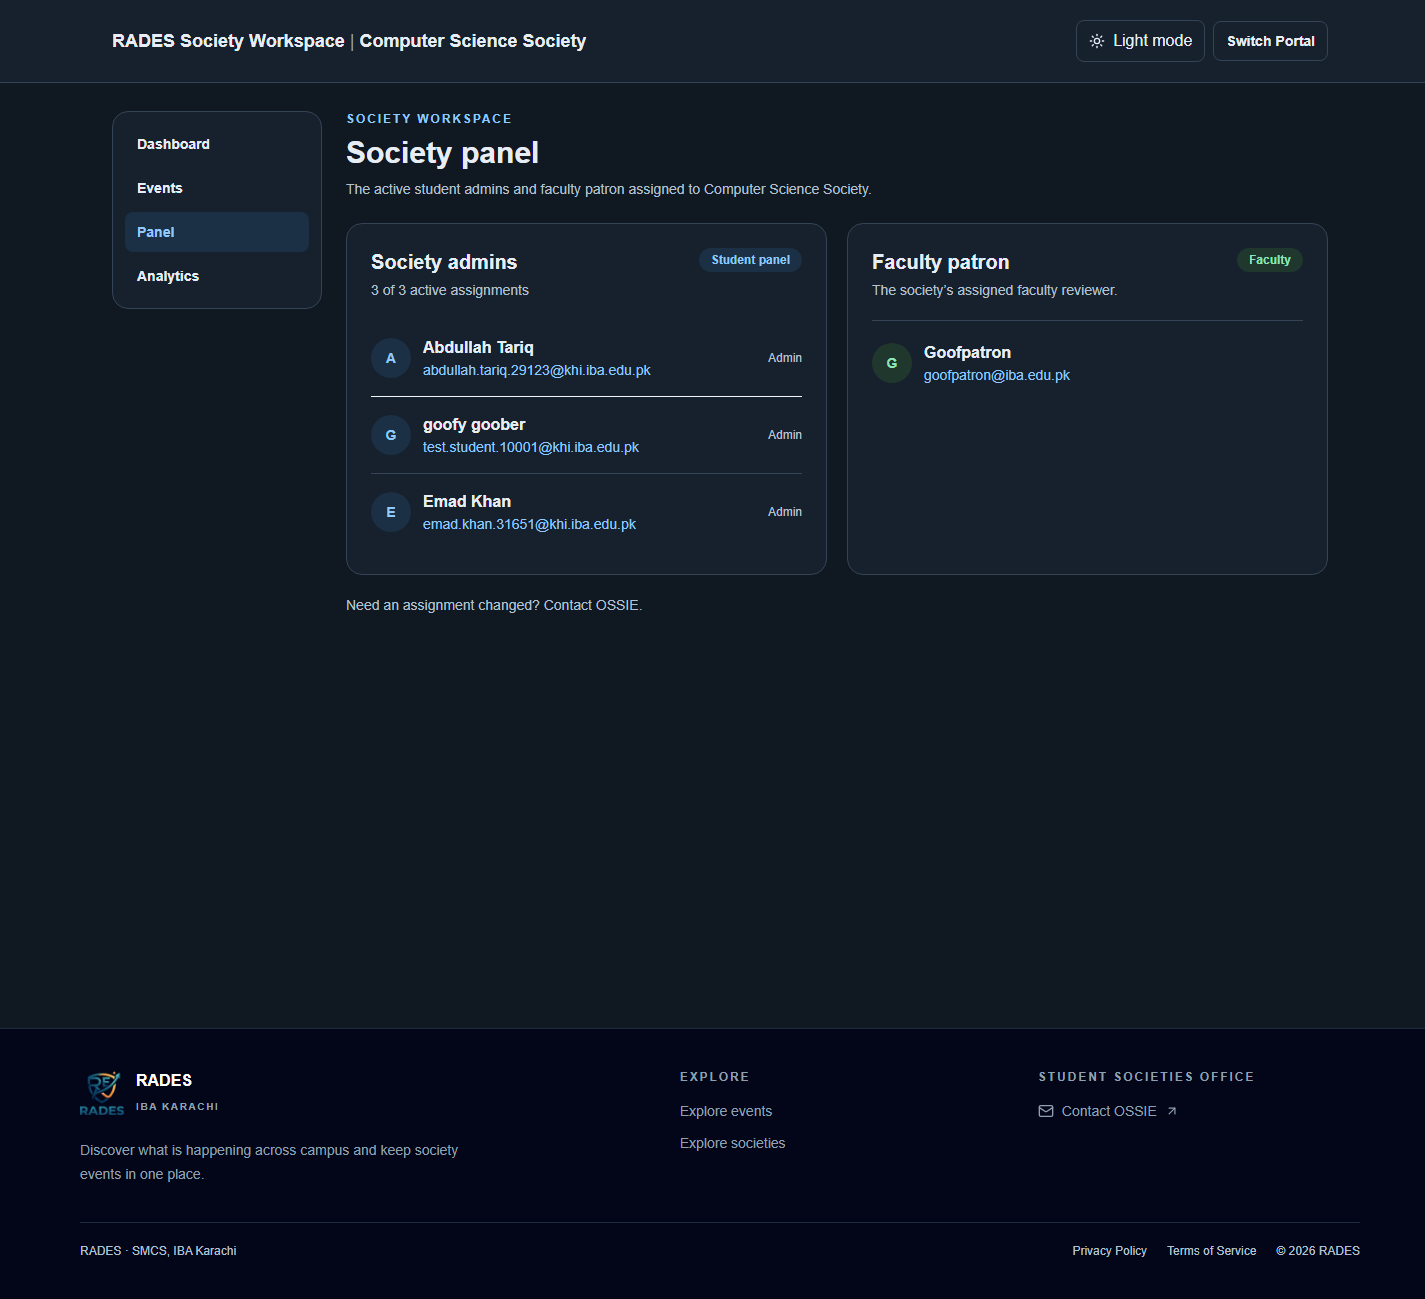 RADES Society Workspace | Computer Science Society
Light mode
Switch Portal
Dashboard
Events
Panel
Analytics
SOCIETY WORKSPACE
Society panel
The active student admins and faculty patron assigned to Computer Science Society.
Society admins
Student panel
3 of 3 active assignments
A
Abdullah Tariq
abdullah.tariq.29123@khi.iba.edu.pk
Admin
G
goofy goober
test.student.10001@khi.iba.edu.pk
Admin
E
Emad Khan
emad.khan.31651@khi.iba.edu.pk
Admin
Faculty patron
Faculty
The society's assigned faculty reviewer.
G
Goofpatron
goofpatron@iba.edu.pk
Need an assignment changed? Contact OSSIE.
RADES
RADES
IBA KARACHI
Discover what is happening across campus and keep society
events in one place.
EXPLORE
Explore events
Explore societies
STUDENT SOCIETIES OFFICE
Contact OSSIE
RADES · SMCS, IBA Karachi
Privacy Policy
Terms of Service
© 2026 RADES